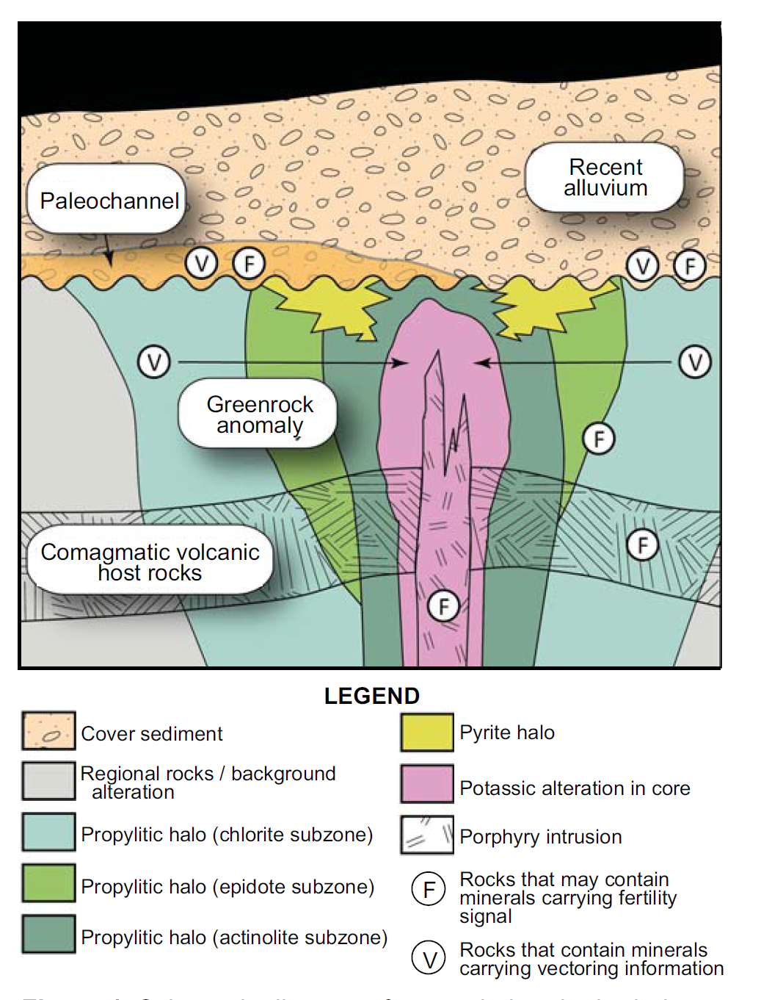 Recent
alluvium
Paleochannel
V
F
V
F
V
V
Greenrock
anomaly
F
Comagmatic volcanic
host rocks
F
F
LEGEND
Cover sediment
Regional rocks / background
alteration
Propylitic halo (chlorite subzone)
Propylitic halo (epidote subzone)
Propylitic halo (actinolite subzone)
Pyrite halo
Potassic alteration in core
Porphyry intrusion
F
Rocks that may contain
minerals carrying fertility
signal
V
Rocks that contain minerals
carrying vectoring information